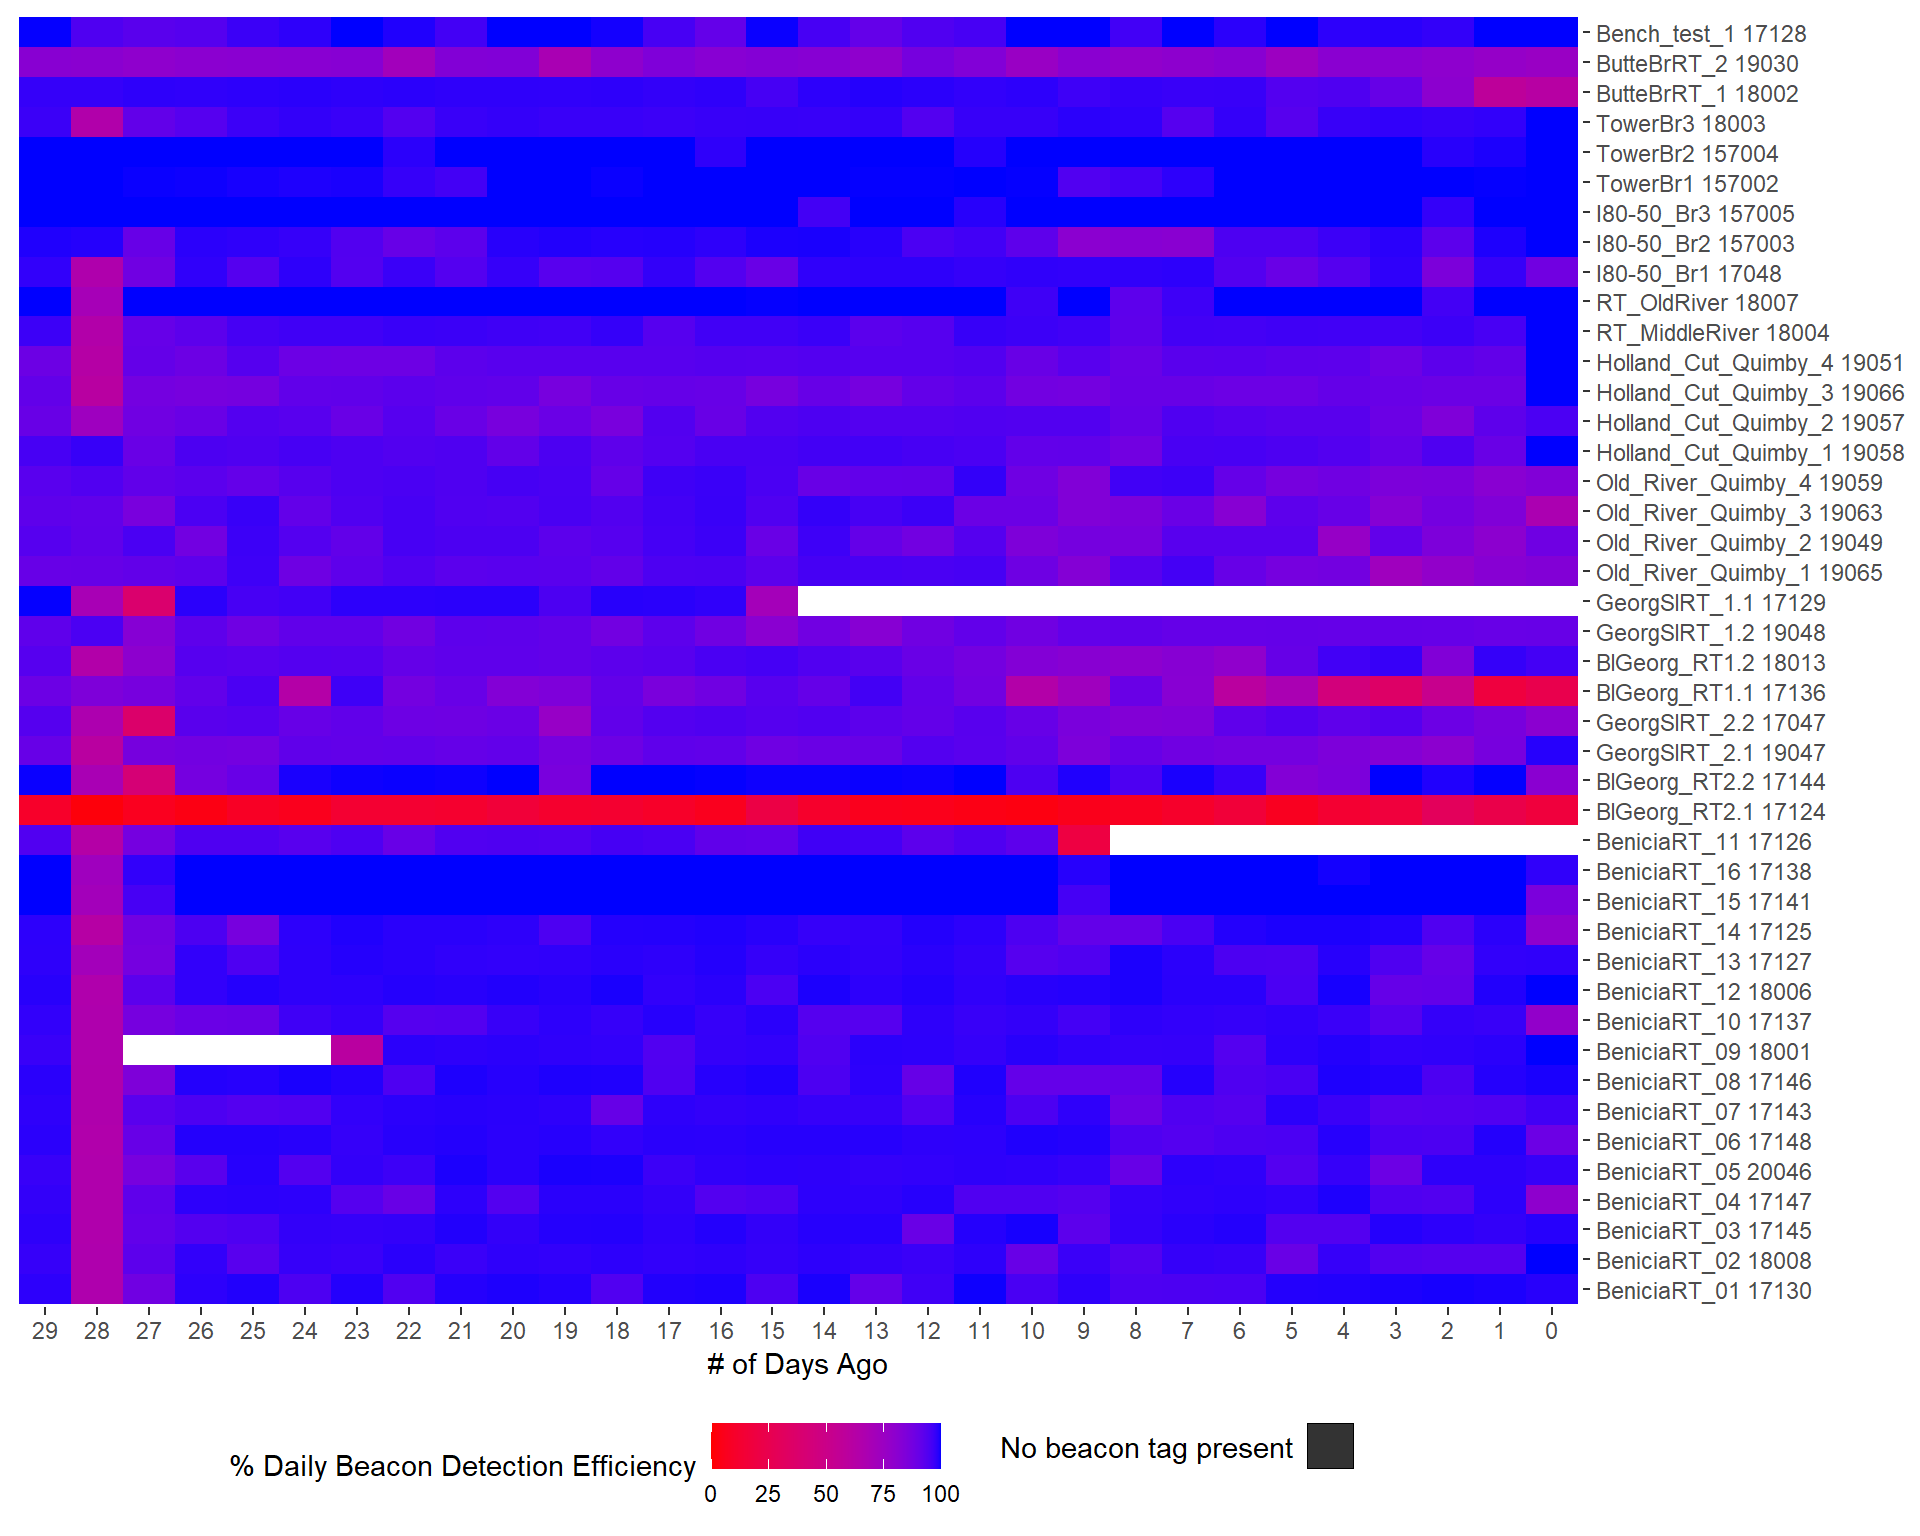 Bench_test_1 17128
ButteBrRT_2 19030
ButteBrRT_1 18002
TowerBr3 18003
TowerBr2 157004
TowerBr1 157002
I80-50_Br3 157005
I80-50_Br2 157003
I80-50_Br1 17048
RT_OldRiver 18007
RT_MiddleRiver 18004
Holland_Cut_Quimby_4 19051
Holland_Cut_Quimby_3 19066
Holland_Cut_Quimby_2 19057
Holland_Cut_Quimby_1 19058
Old_River_Quimby_4 19059
Old_River_Quimby_3 19063
Old_River_Quimby_2 19049
Old_River_Quimby_1 19065
GeorgSlRT_1.1 17129
GeorgSlRT_1.2 19048
BlGeorg_RT1.2 18013
BlGeorg_RT1.1 17136
GeorgSlRT_2.2 17047
GeorgSlRT_2.1 19047
BlGeorg_RT2.2 17144
BlGeorg_RT2.1 17124
BeniciaRT_11 17126
BeniciaRT_16 17138
BeniciaRT_15 17141
BeniciaRT_14 17125
BeniciaRT_13 17127
BeniciaRT_12 18006
BeniciaRT_10 17137
BeniciaRT_09 18001
BeniciaRT_08 17146
BeniciaRT_07 17143
BeniciaRT_06 17148
BeniciaRT_05 20046
BeniciaRT_04 17147
BeniciaRT_03 17145
BeniciaRT_02 18008
BeniciaRT_01 17130
29 28 27 26 25 24 23 22 21 20 19 18 17 16 15 14 13 12 11 10 9 8 7 6 5 4 3 2 1 0
# of Days Ago
% Daily Beacon Detection Efficiency
0 25 50 75 100
No beacon tag present